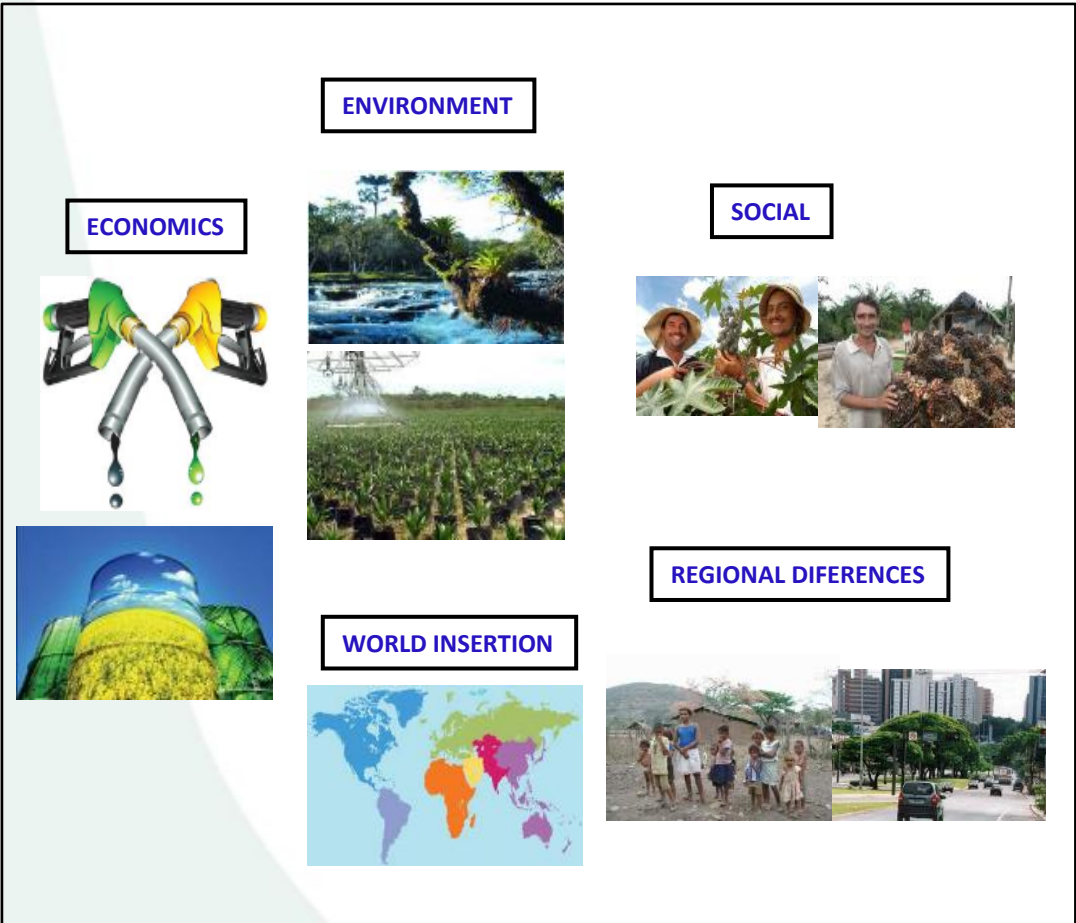 ENVIRONMENT
ECONOMICS
SOCIAL
REGIONAL DIFERENCES
WORLD INSERTION